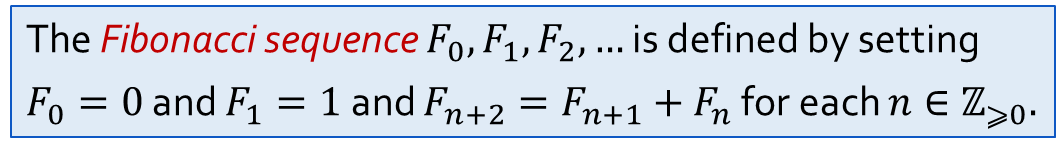 The Fibonacci sequence F₀, F₁, F₂, … is defined by setting
F₀ = 0 and F₁ = 1 and Fₙ₊₂ = Fₙ₊₁ + Fₙ for each n ∈ ℤ⩾₀.